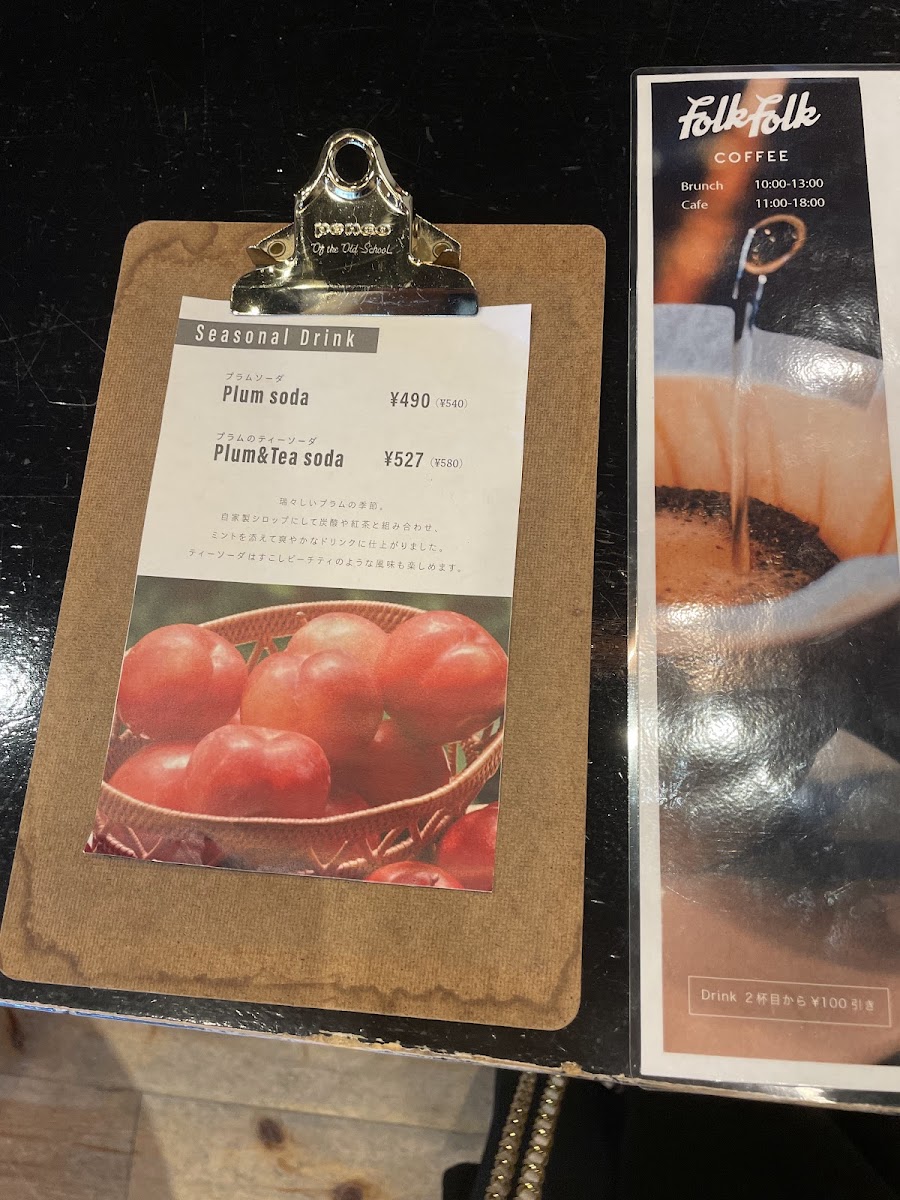 PENCO
Off the Old School
Seasonal Drink
プラムソーダ
Plum soda ¥490 (¥540)
プラムのティーソーダ
Plum&Tea soda ¥527 (¥580)
瑞々しいプラムの季節。
自家製シロップにして炭酸や紅茶と組み合わせ、
ミントを添えて爽やかなドリンクに仕上がりました。
ティーソーダはすこしピーチティのような風味も楽しめます。
Folk Folk
COFFEE
Brunch 10:00-13:00
Cafe 11:00-18:00
Drink 2杯目から ¥100 引き